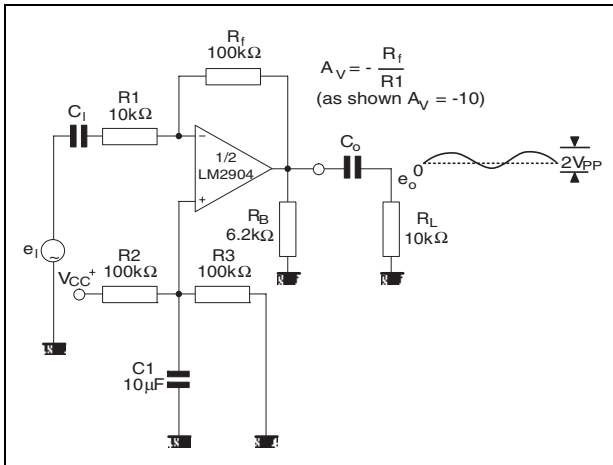 Rf
100kΩ
AV = - Rf
R1
(as shown AV = -10)
CI
R1
10kΩ
1/2
LM2904
−
+
Co
0
eo
2VPP
RB
6.2kΩ
RL
10kΩ
eI
~
VCC+
R2
100kΩ
R3
100kΩ
C1
10µF